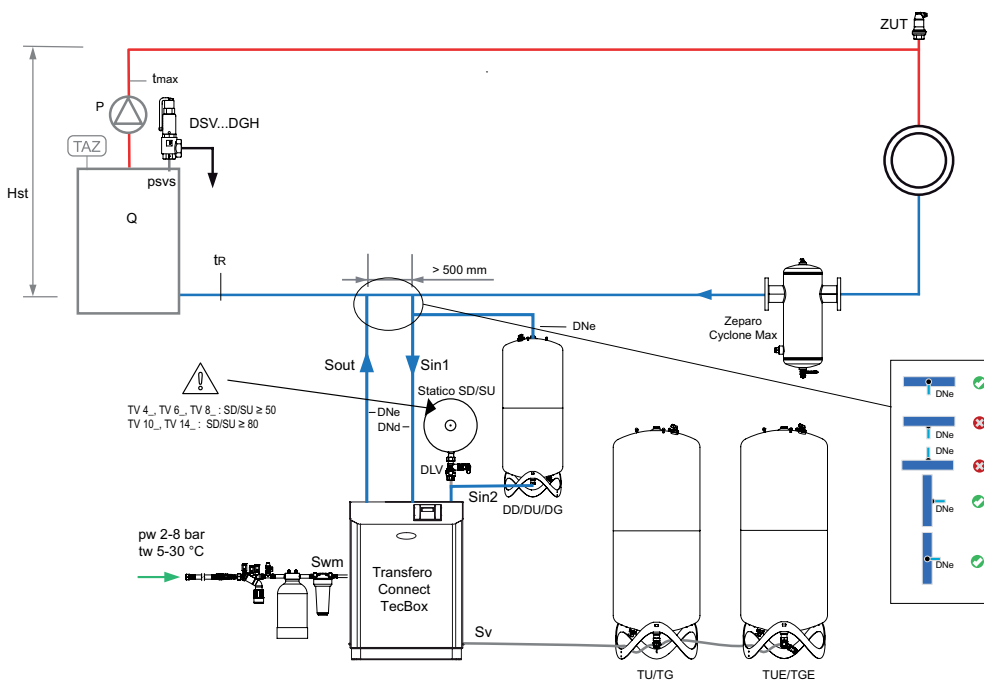 ZUT
tmax
P
DSV...DGH
TAZ
psvs
Hst
Q
tR
> 500 mm
DNe
Zeparo
Cyclone Max
Sout
Sin1
Statico SD/SU
TV 4_, TV 6_, TV 8_ : SD/SU ≥ 50
TV 10_, TV 14_ : SD/SU ≥ 80
DNe
DNd
DLV
Sin2
DD/DU/DG
DNe
DNe
DNe
DNe
DNe
pw 2-8 bar
tw 5-30 °C
Swm
Transfero
Connect
TecBox
Sv
TU/TG
TUE/TGE